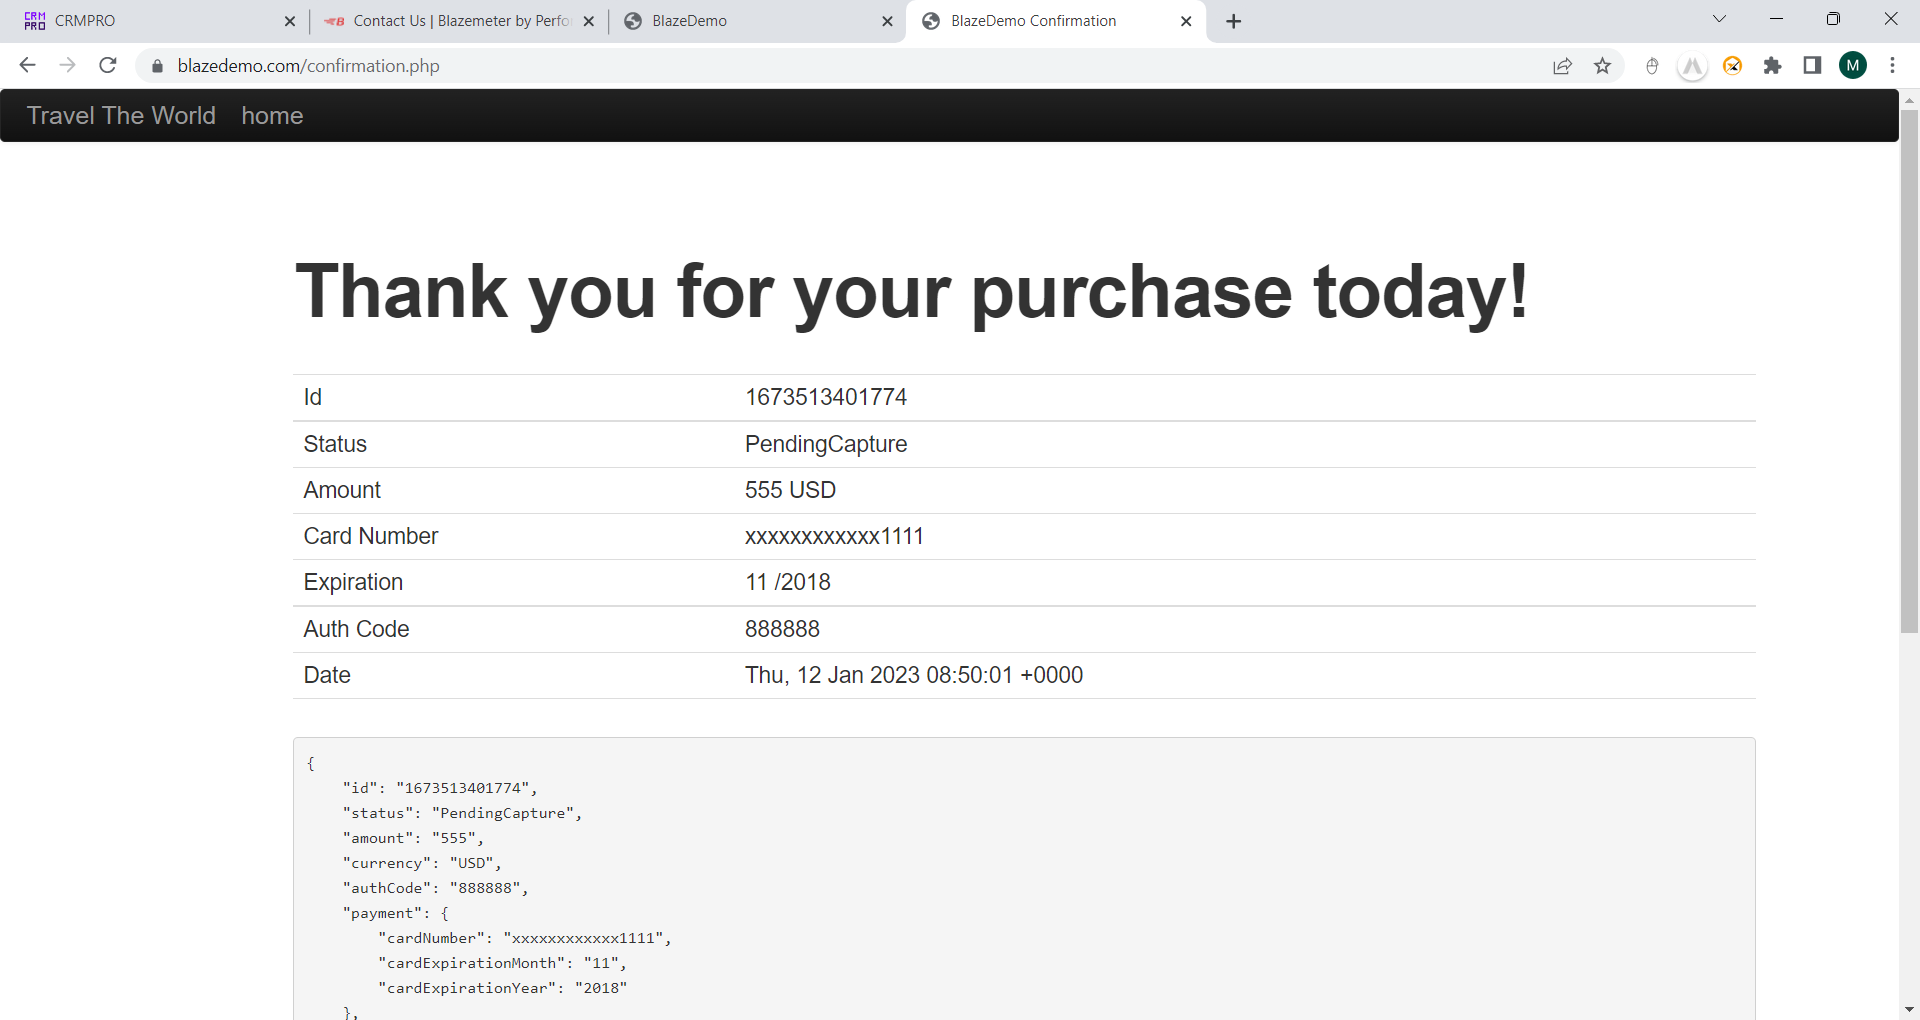 CRM PRO CRMPRO
Contact Us | Blazemeter by Perfo
BlazeDemo
BlazeDemo Confirmation
blazedemo.com/confirmation.php
M
Travel The World home
Thank you for your purchase today!
Id 1673513401774
Status PendingCapture
Amount 555 USD
Card Number xxxxxxxxxxxx1111
Expiration 11 /2018
Auth Code 888888
Date Thu, 12 Jan 2023 08:50:01 +0000
{
"id": "1673513401774",
"status": "PendingCapture",
"amount": "555",
"currency": "USD",
"authCode": "888888",
"payment": {
"cardNumber": "xxxxxxxxxxxx1111",
"cardExpirationMonth": "11",
"cardExpirationYear": "2018"
},